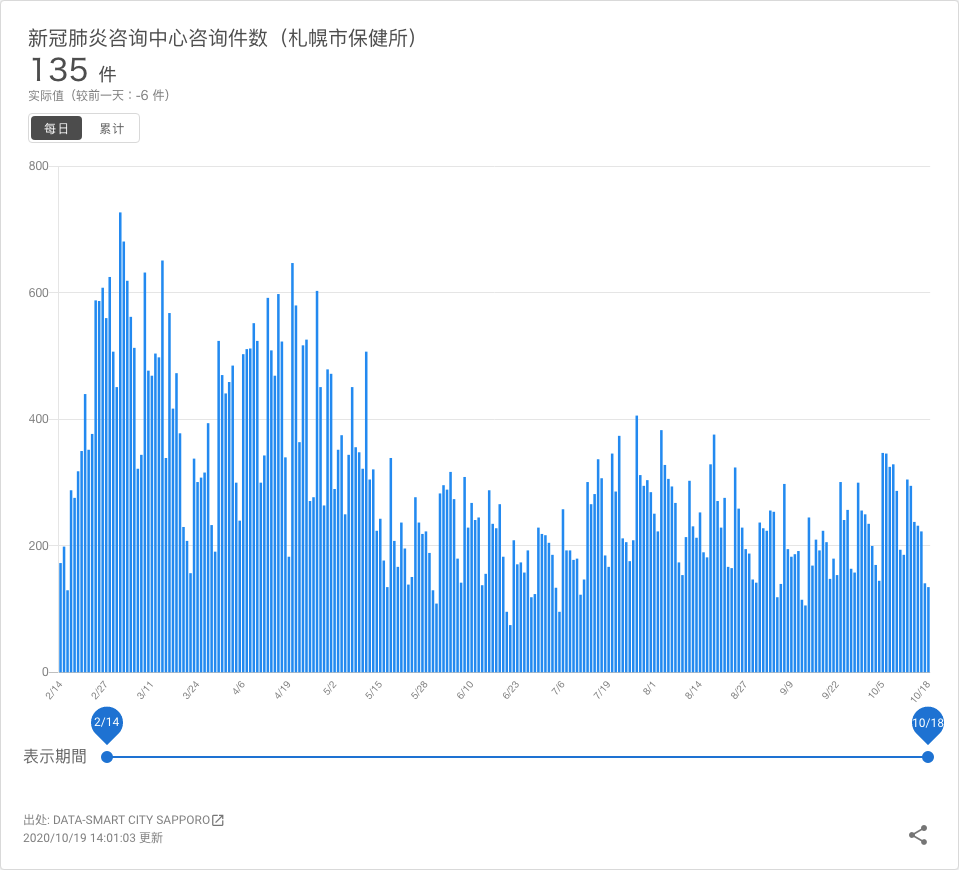 新冠肺炎咨询中心咨询件数（札幌市保健所）
135 件
实际值（较前一天：-6 件）
每日 累计
800
600
400
200
0
2/14 2/27 3/11 3/24 4/6 4/19 5/2 5/15 5/28 6/10 6/23 7/6 7/19 8/1 8/14 8/27 9/9 9/22 10/5 10/18
2/14 10/18
表示期間
出处: DATA-SMART CITY SAPPORO
2020/10/19 14:01:03 更新